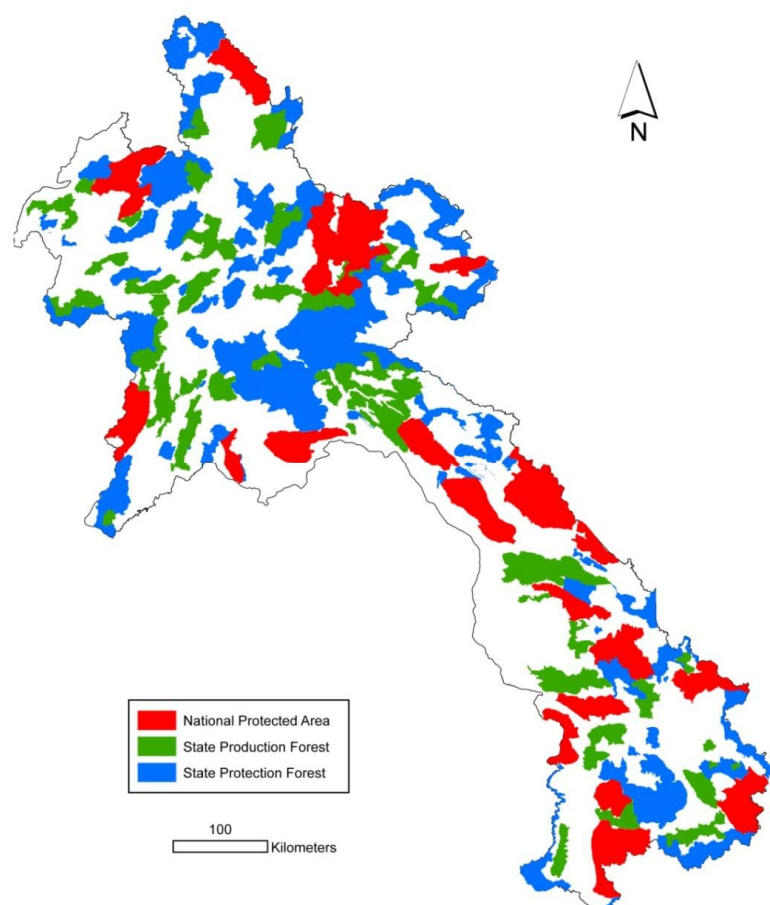 N
National Protected Area
State Production Forest
State Protection Forest
100
Kilometers